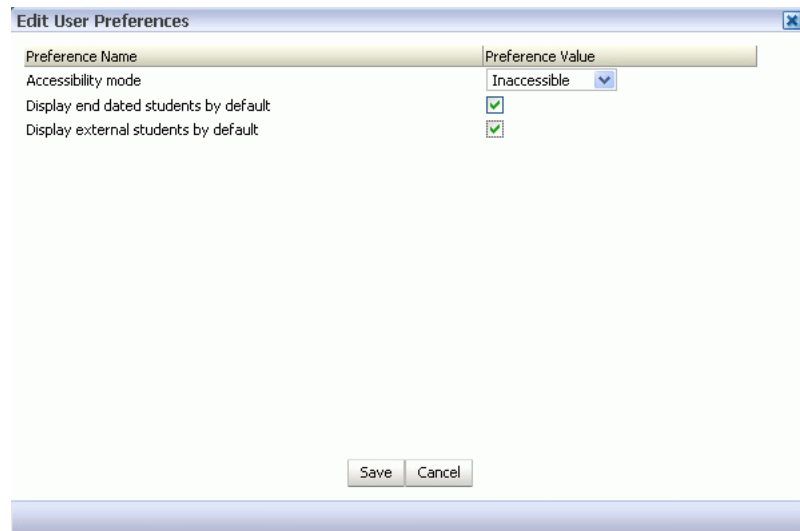 Edit User Preferences
Preference Name Preference Value
Accessibility mode Inaccessible
Display end dated students by default
Display external students by default
Save Cancel